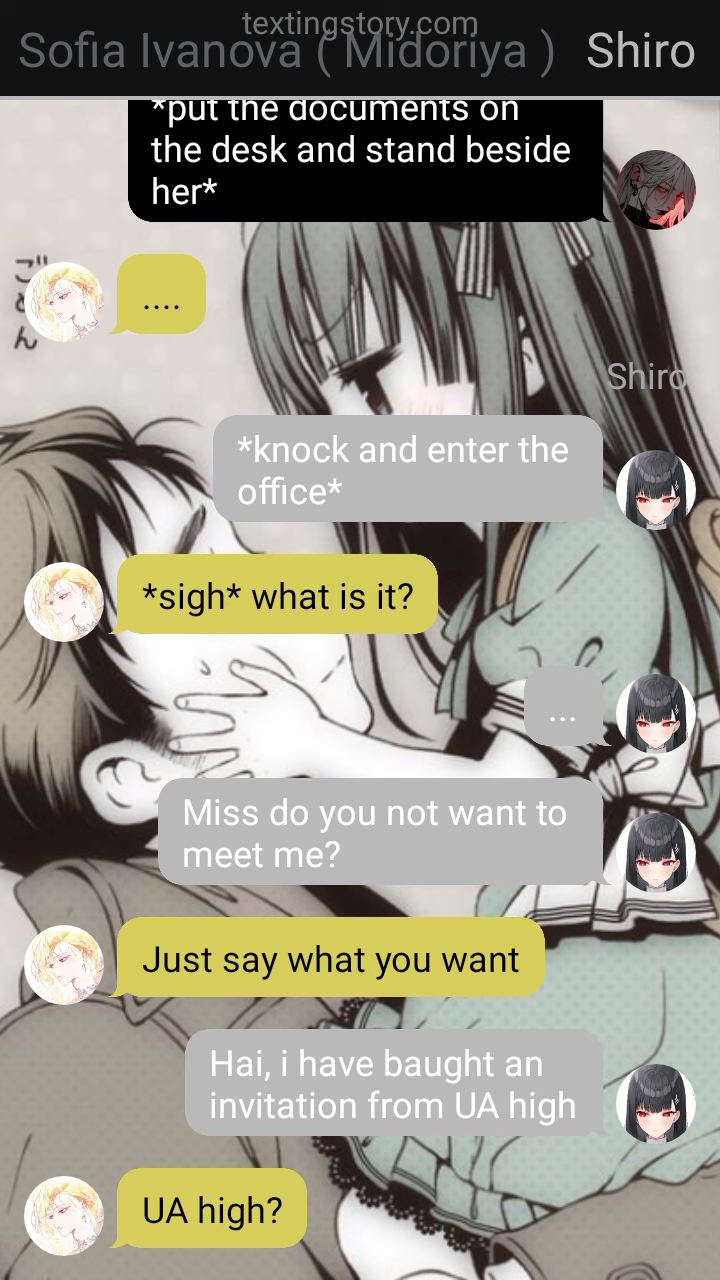 textingstory.com
Sofia Ivanova ( Midoriya ) Shiro
*put the documents on
the desk and stand beside
her*
....
Shiro
*knock and enter the
office*
*sigh* what is it?
...
Miss do you not want to
meet me?
Just say what you want
Hai, i have baught an
invitation from UA high
UA high?